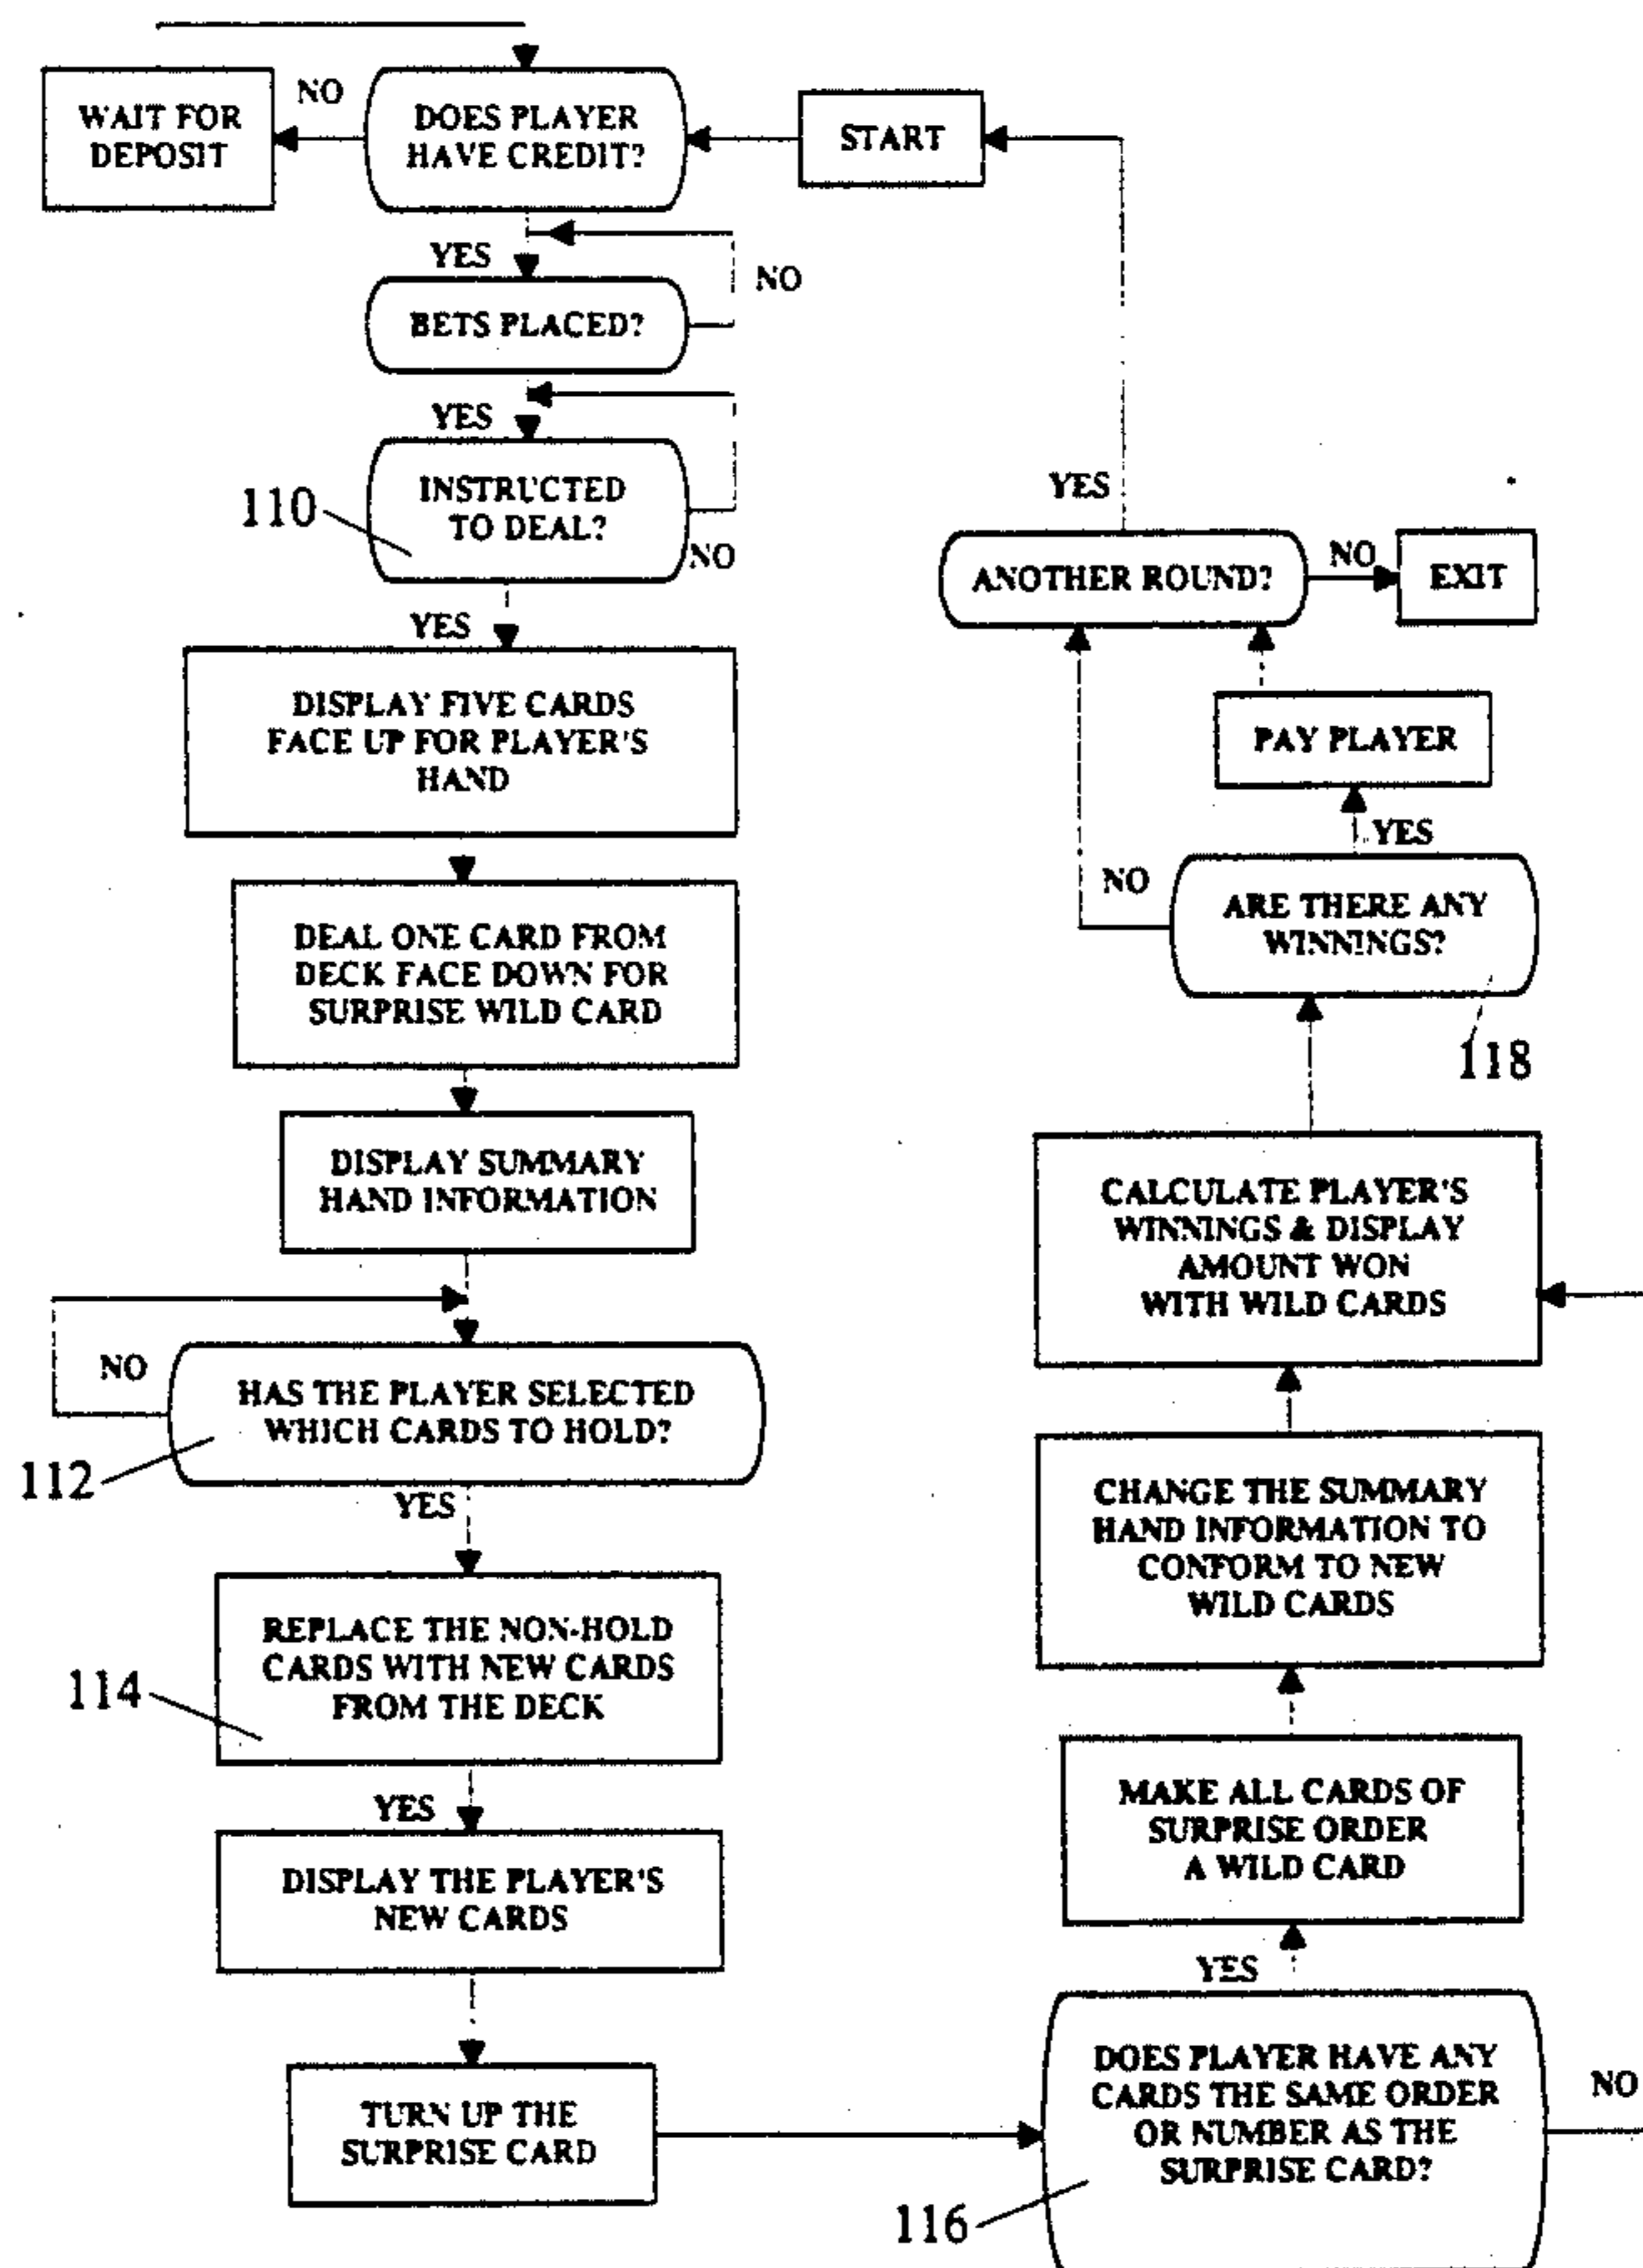 WAIT FOR
DEPOSIT
NO
DOES PLAYER
HAVE CREDIT?
START
YES
NO
BETS PLACED?
YES
110
INSTRUCTED
TO DEAL?
NO
YES
DISPLAY FIVE CARDS
FACE UP FOR PLAYER'S
HAND
DEAL ONE CARD FROM
DECK FACE DOWN FOR
SURPRISE WILD CARD
DISPLAY SUMMARY
HAND INFORMATION
NO
HAS THE PLAYER SELECTED
WHICH CARDS TO HOLD?
112
YES
REPLACE THE NON-HOLD
CARDS WITH NEW CARDS
FROM THE DECK
114
YES
DISPLAY THE PLAYER'S
NEW CARDS
TURN UP THE
SURPRISE CARD
YES
ANOTHER ROUND?
NO
EXIT
PAY PLAYER
YES
NO
ARE THERE ANY
WINNINGS?
118
CALCULATE PLAYER'S
WINNINGS & DISPLAY
AMOUNT WON
WITH WILD CARDS
CHANGE THE SUMMARY
HAND INFORMATION TO
CONFORM TO NEW
WILD CARDS
MAKE ALL CARDS OF
SURPRISE ORDER
A WILD CARD
YES
DOES PLAYER HAVE ANY
CARDS THE SAME ORDER
OR NUMBER AS THE
SURPRISE CARD?
NO
116